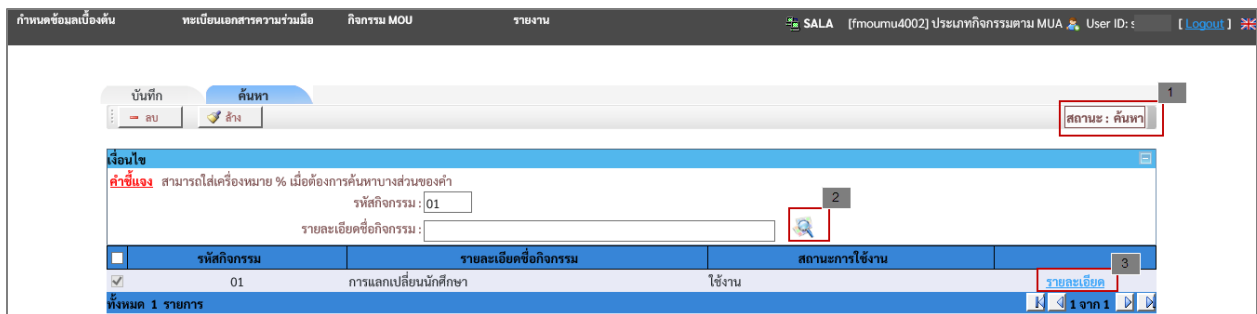 กำหนดข้อมูลเบื้องต้น ทะเบียนเอกสารความร่วมมือ กิจกรรม MOU รายงาน SALA [fmoumu4002] ประเภทกิจกรรมตาม MUA User ID: s [ Logout ]
บันทึก ค้นหา
1
ลบ ล้าง สถานะ : ค้นหา
เงื่อนไข
คำชี้แจง สามารถใส่เครื่องหมาย % เมื่อต้องการค้นหาบางส่วนของคำ
รหัสกิจกรรม : 01
2
รายละเอียดชื่อกิจกรรม :
รหัสกิจกรรม รายละเอียดชื่อกิจกรรม สถานะการใช้งาน
3
01 การแลกเปลี่ยนนักศึกษา ใช้งาน รายละเอียด
ทั้งหมด 1 รายการ 1 จาก 1